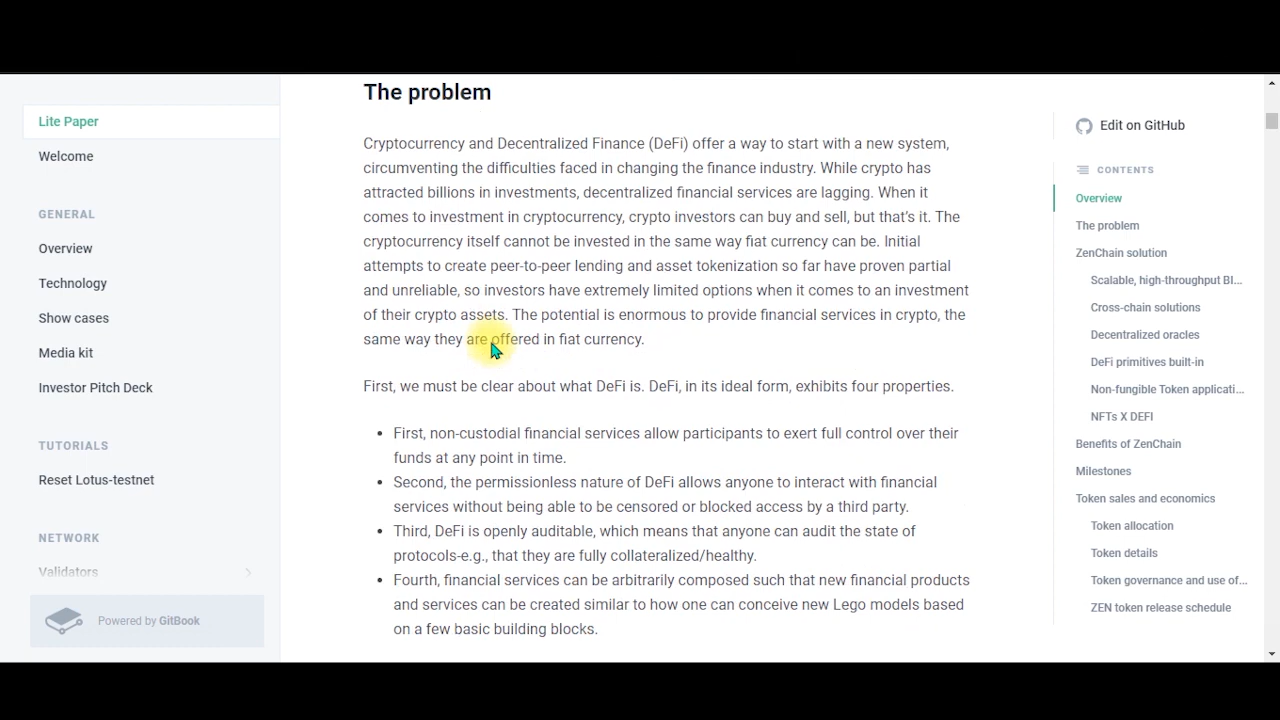 Lite Paper
Welcome
GENERAL
Overview
Technology
Show cases
Media kit
Investor Pitch Deck
TUTORIALS
Reset Lotus-testnet
NETWORK
Validators
Powered by GitBook
The problem
Cryptocurrency and Decentralized Finance (DeFi) offer a way to start with a new system,
circumventing the difficulties faced in changing the finance industry. While crypto has
attracted billions in investments, decentralized financial services are lagging. When it
comes to investment in cryptocurrency, crypto investors can buy and sell, but that's it. The
cryptocurrency itself cannot be invested in the same way fiat currency can be. Initial
attempts to create peer-to-peer lending and asset tokenization so far have proven partial
and unreliable, so investors have extremely limited options when it comes to an investment
of their crypto assets. The potential is enormous to provide financial services in crypto, the
same way they are offered in fiat currency.
First, we must be clear about what DeFi is. DeFi, in its ideal form, exhibits four properties.
• First, non-custodial financial services allow participants to exert full control over their
funds at any point in time.
• Second, the permissionless nature of DeFi allows anyone to interact with financial
services without being able to be censored or blocked access by a third party.
• Third, DeFi is openly auditable, which means that anyone can audit the state of
protocols-e.g., that they are fully collateralized/healthy.
• Fourth, financial services can be arbitrarily composed such that new financial products
and services can be created similar to how one can conceive new Lego models based
on a few basic building blocks.
Edit on GitHub
CONTENTS
Overview
The problem
ZenChain solution
Scalable, high-throughput Bl...
Cross-chain solutions
Decentralized oracles
DeFi primitives built-in
Non-fungible Token applicati...
NFTs X DEFI
Benefits of ZenChain
Milestones
Token sales and economics
Token allocation
Token details
Token governance and use of...
ZEN token release schedule